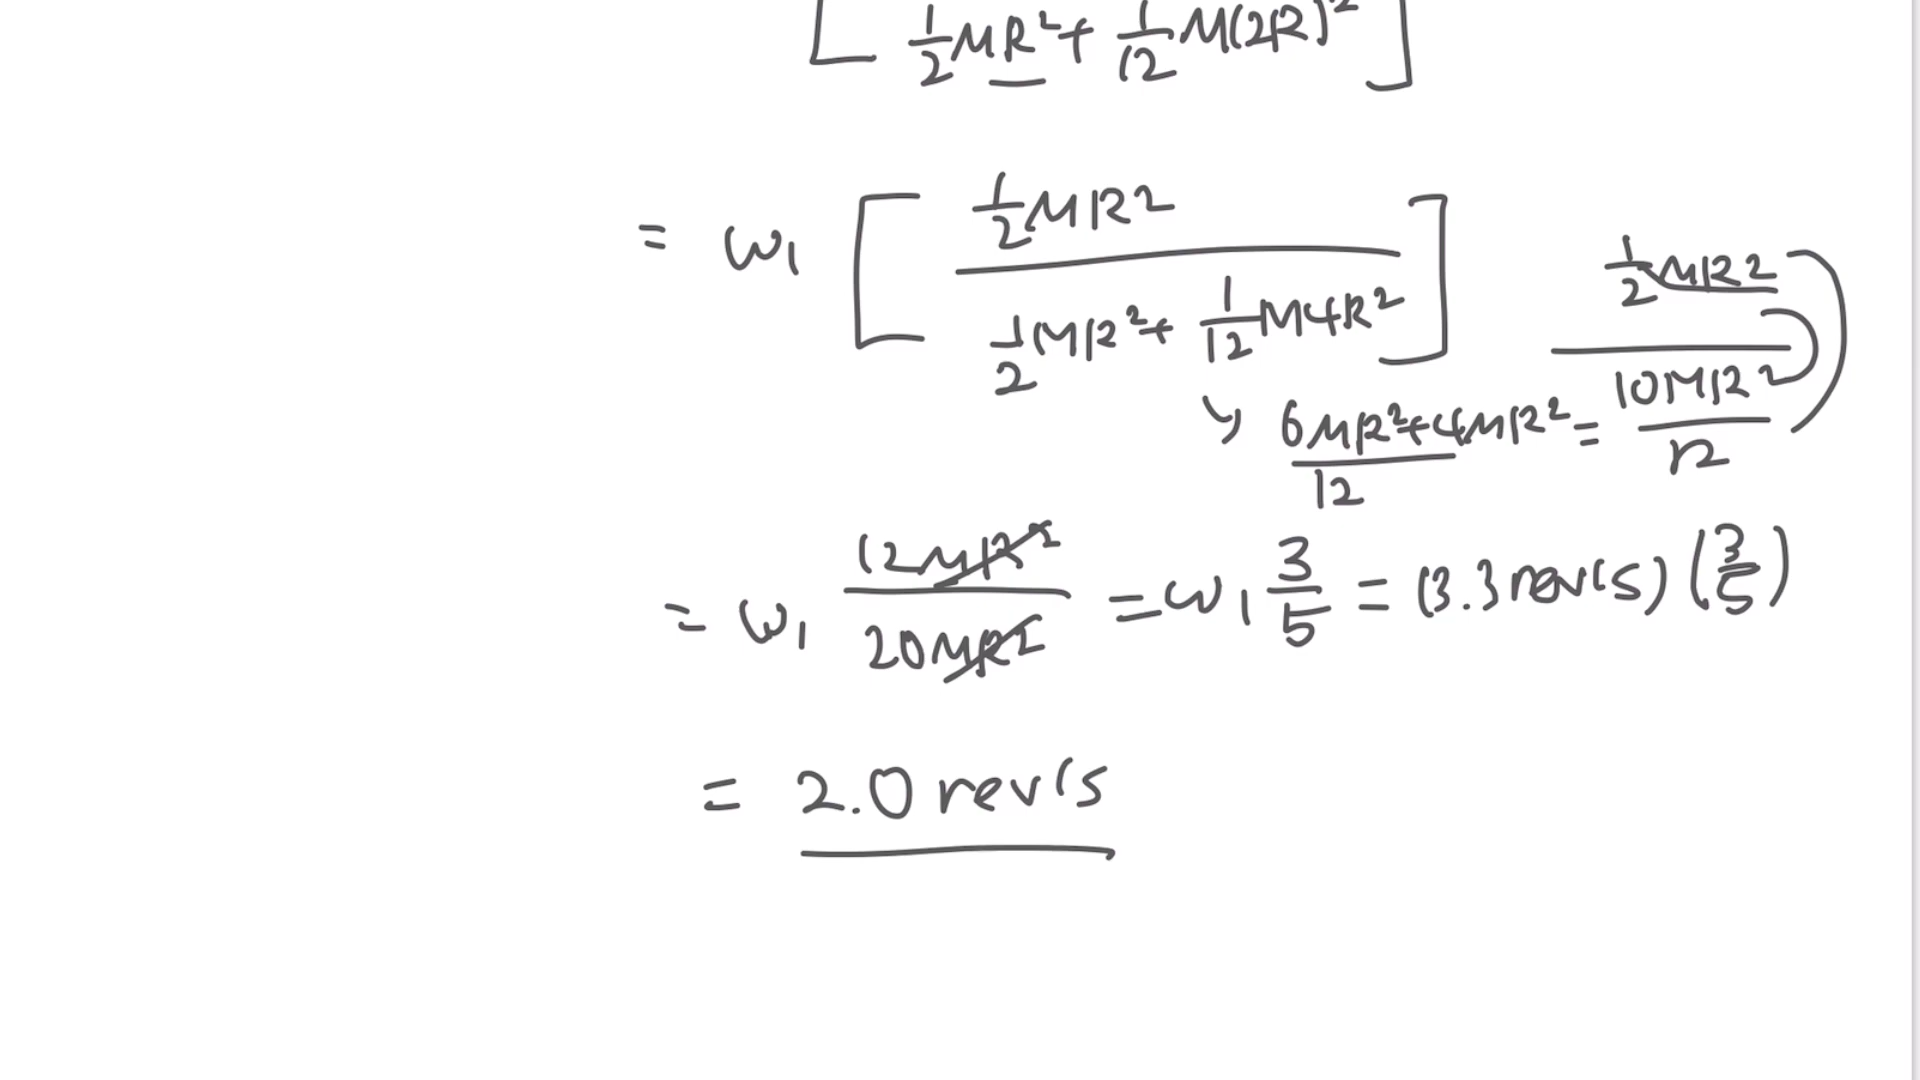 [ 1/2 MR² + 1/12 M(2R)² ]
= ω₁ [ (1/2 MR²) / (1/2 MR² + 1/12 M4R²) ] (1/2 MR²) / (10MR² / 12)
↘ (6MR² + 4MR²) / 12 =
= ω₁ 12MR² / 20MR² = ω₁ 3/5 = (3.3 rev/s) (3/5)
= 2.0 rev/s